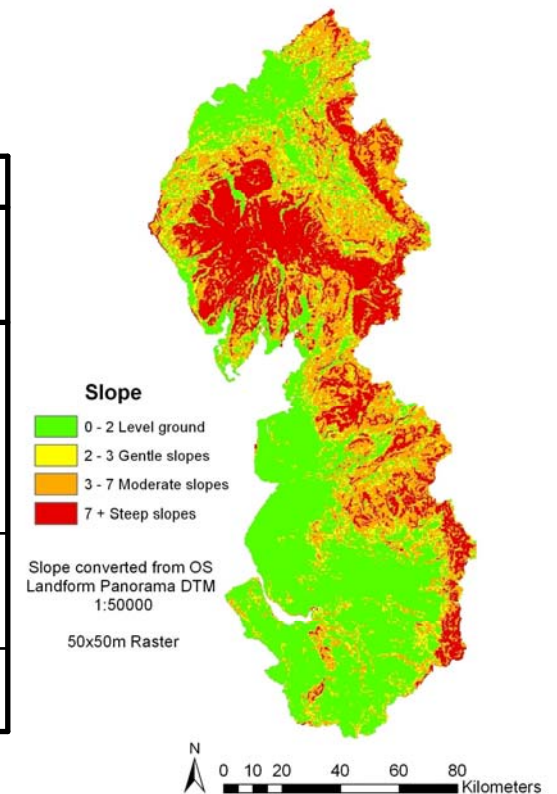 Slope
0 - 2 Level ground
2 - 3 Gentle slopes
3 - 7 Moderate slopes
7 + Steep slopes
Slope converted from OS
Landform Panorama DTM
1:50000
50x50m Raster
N
0 10 20 40 60 80
Kilometers